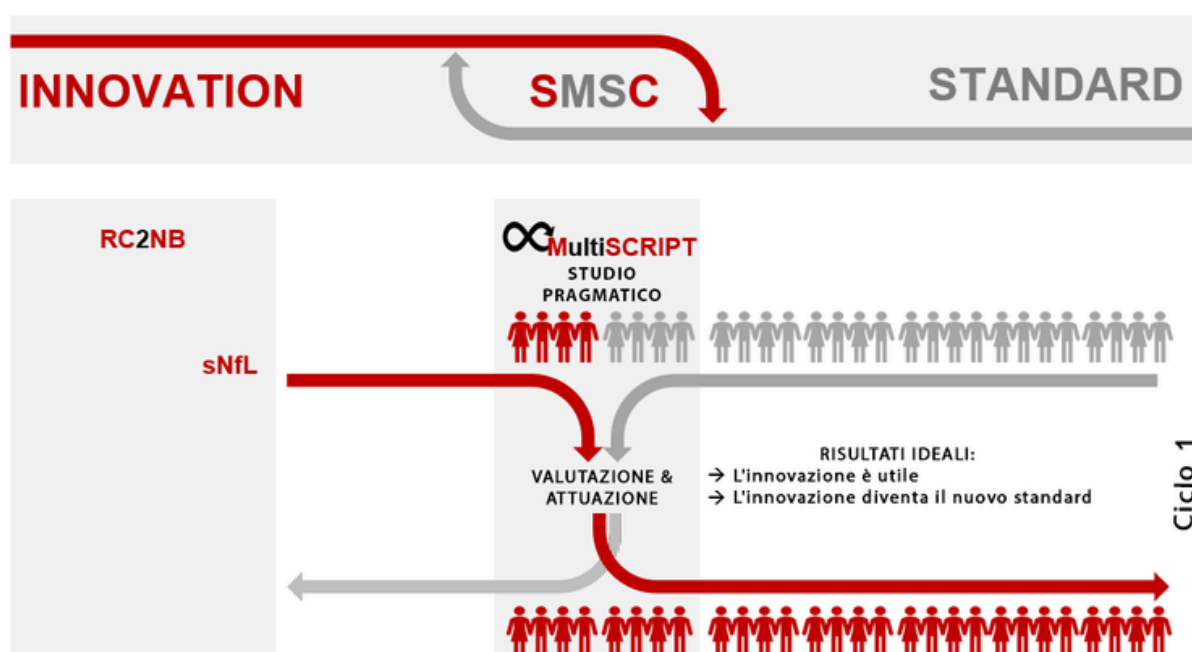 INNOVATION
SMSC
STANDARD
RC2NB
MultiSCRIPT
STUDIO
PRAGMATICO
sNfL
VALUTAZIONE &
ATTUAZIONE
RISULTATI IDEALI:
→ L'innovazione è utile
→ L'innovazione diventa il nuovo standard
Ciclo 1